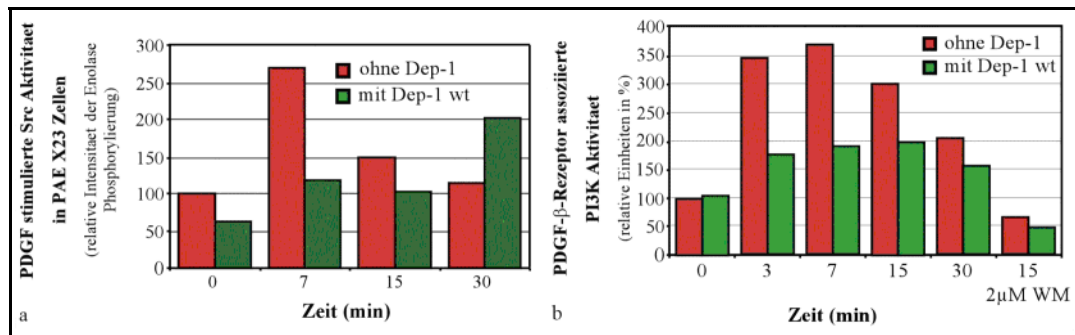 PDGF stimulierte Src Aktivitaet
in PAE X23 Zellen
(relative Intensitaet der Enolase
Phosphorylierung)
300
250
200
150
100
50
0
ohne Dep-1
mit Dep-1 wt
0 7 15 30
Zeit (min)
a
PDGF-β-Rezeptor assoziierte
PI3K Aktivitaet
(relative Einheiten in %)
400
350
300
250
200
150
100
50
0
ohne Dep-1
mit Dep-1 wt
0 3 7 15 30 15
2µM WM
Zeit (min)
b